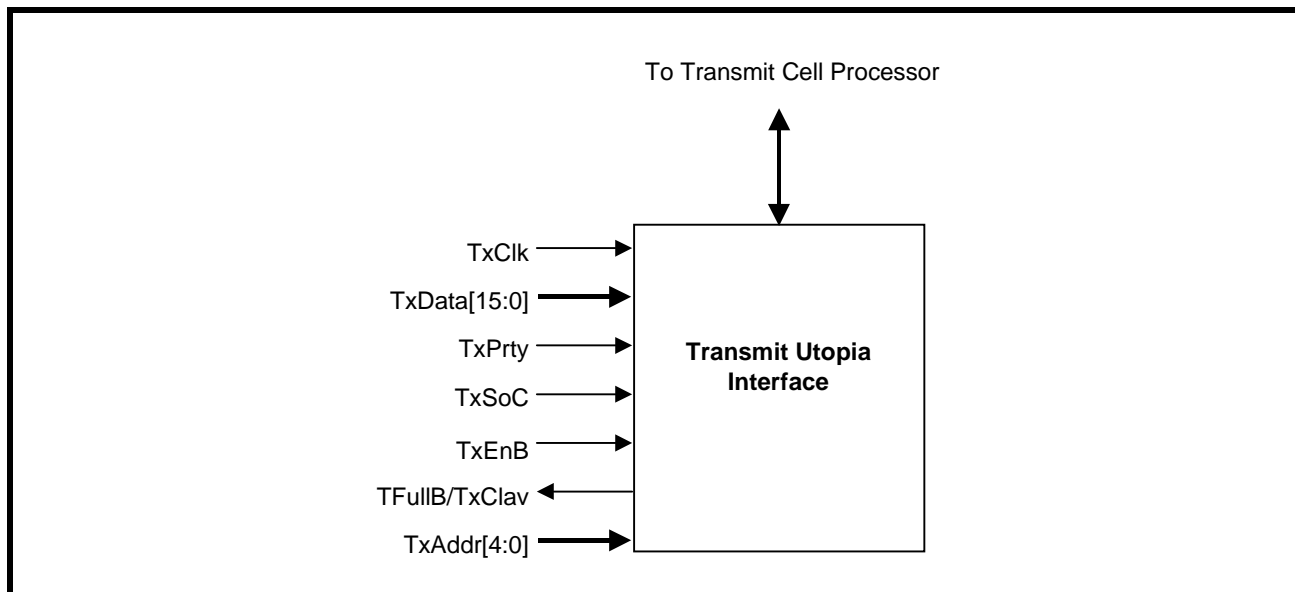 To Transmit Cell Processor
TxClk
TxData[15:0]
TxPrty
TxSoC
TxEnB
TFullB/TxClav
TxAddr[4:0]
Transmit Utopia
Interface